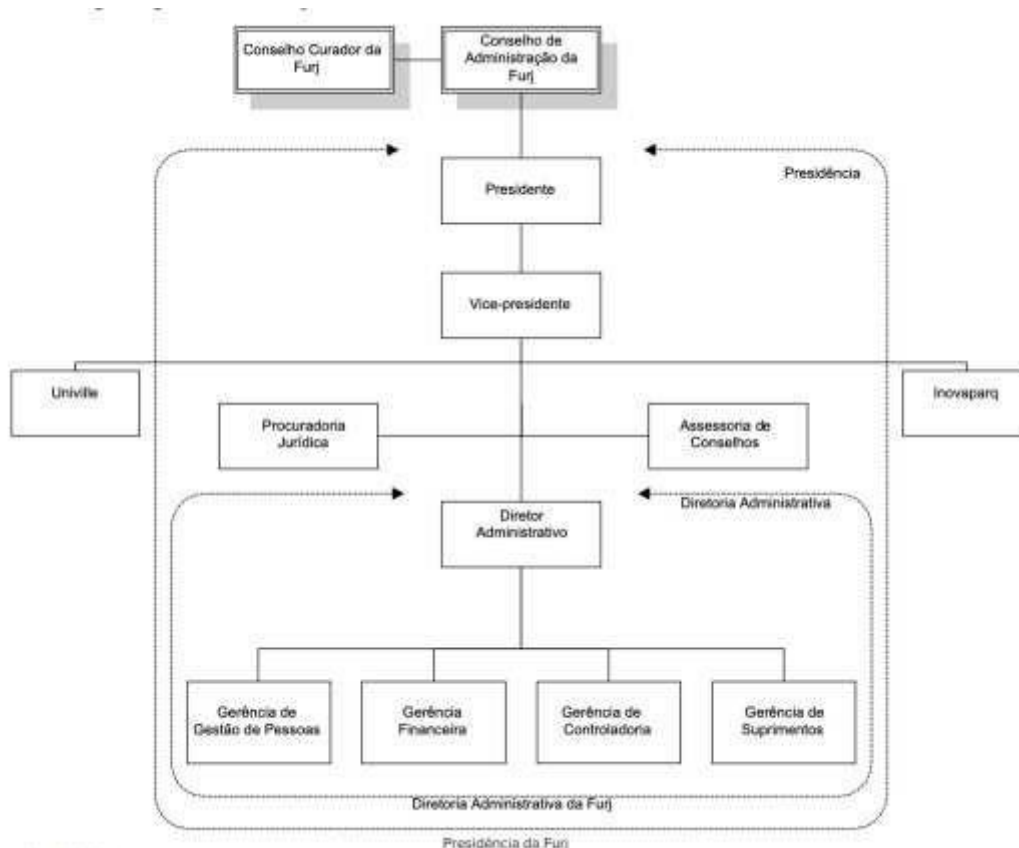 Conselho Curador da
Furj
Conselho de
Administração da
Furj
Presidência
Presidente
Vice-presidente
Univille
Inovaparq
Procuradoria
Jurídica
Assessoria de
Conselhos
Diretoria Administrativa
Diretor
Administrativo
Gerência de
Gestão de Pessoas
Gerência
Financeira
Gerência de
Controladoria
Gerência de
Suprimentos
Diretoria Administrativa da Furj
Presidência da Furj